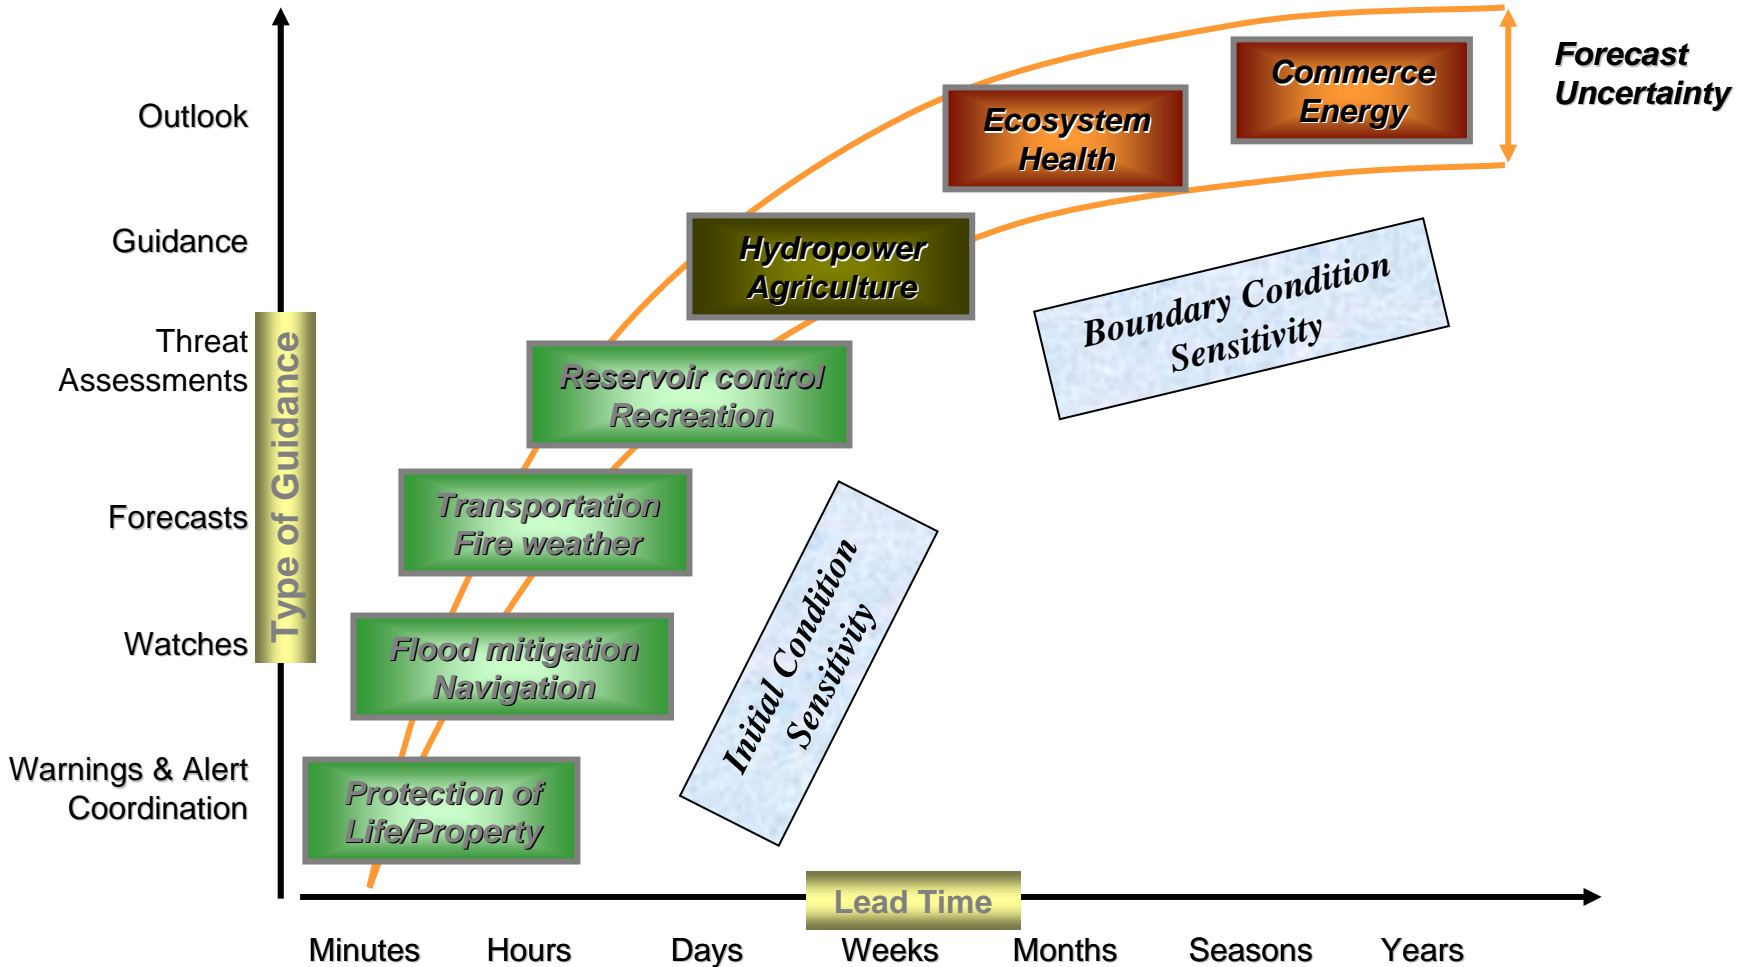 Forecast
Uncertainty
Commerce
Energy
Outlook
Ecosystem
Health
Guidance
Hydropower
Agriculture
Boundary Condition
Sensitivity
Threat
Assessments
Type of Guidance
Reservoir control
Recreation
Forecasts
Transportation
Fire weather
Initial Condition
Sensitivity
Watches
Flood mitigation
Navigation
Warnings & Alert
Coordination
Protection of
Life/Property
Lead Time
Minutes Hours Days Weeks Months Seasons Years